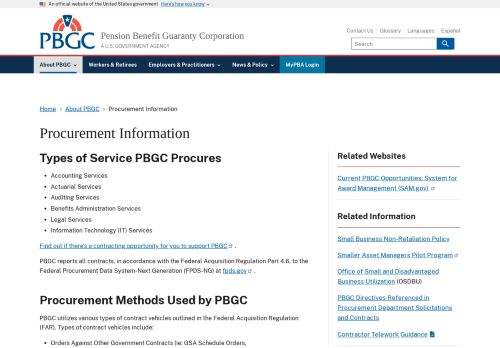 An official website of the United States government Here's how you know
Contact Us Glossary Languages Español
PBGC Pension Benefit Guaranty Corporation
A U.S. GOVERNMENT AGENCY
Search
About PBGC Workers & Retirees Employers & Practitioners News & Policy MyPBA Login
Home About PBGC Procurement Information
Procurement Information
Types of Service PBGC Procures
• Accounting Services
• Actuarial Services
• Auditing Services
• Benefits Administration Services
• Legal Services
• Information Technology (IT) Services
Find out if there's a contracting opportunity for you to support PBGC .
PBGC reports all contracts, in accordance with the Federal Acquisition Regulation Part 4.6, to the
Federal Procurement Data System-Next Generation (FPDS-NG) at fpds.gov .
Procurement Methods Used by PBGC
PBGC utilizes various types of contract vehicles outlined in the Federal Acquisition Regulation
(FAR). Types of contract vehicles include:
• Orders Against Other Government Contracts (ie: GSA Schedule Orders,
Related Websites
Current PBGC Opportunities: System for
Award Management (SAM.gov)
Related Information
Small Business Non-Retaliation Policy
Smaller Asset Managers Pilot Program
Office of Small and Disadvantaged
Business Utilization (OSDBU)
PBGC Directives Referenced in
Procurement Department Solicitations
and Contracts
Contractor Telework Guidance